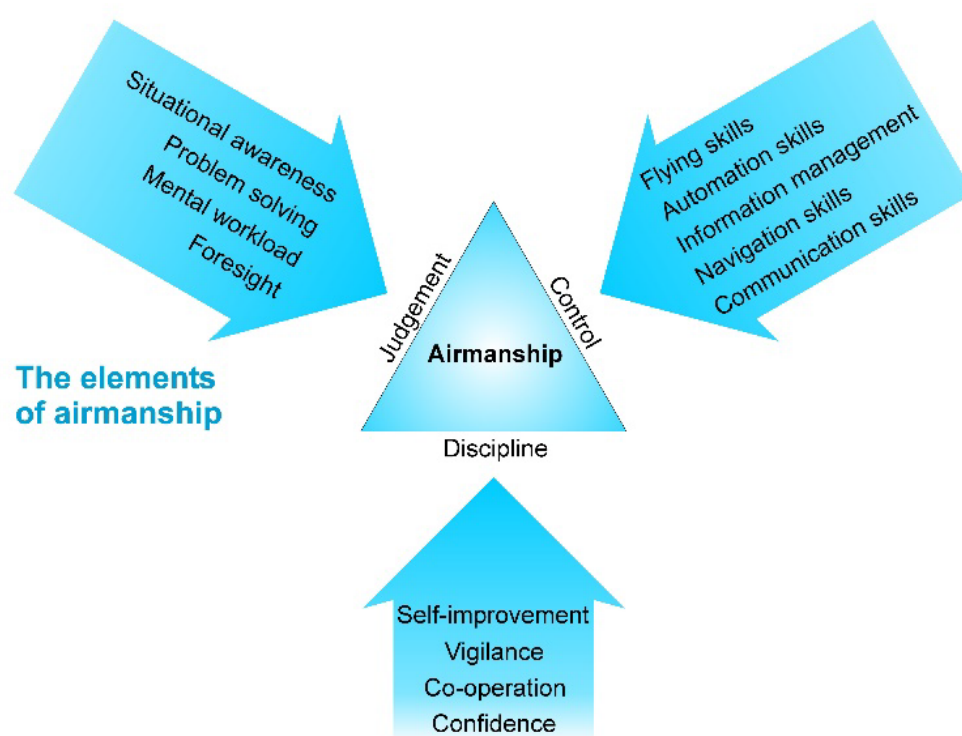 Situational awareness
Problem solving
Mental workload
Foresight
Flying skills
Automation skills
Information management
Navigation skills
Communication skills
Judgement
Control
Airmanship
Discipline
The elements
of airmanship
Self-improvement
Vigilance
Co-operation
Confidence